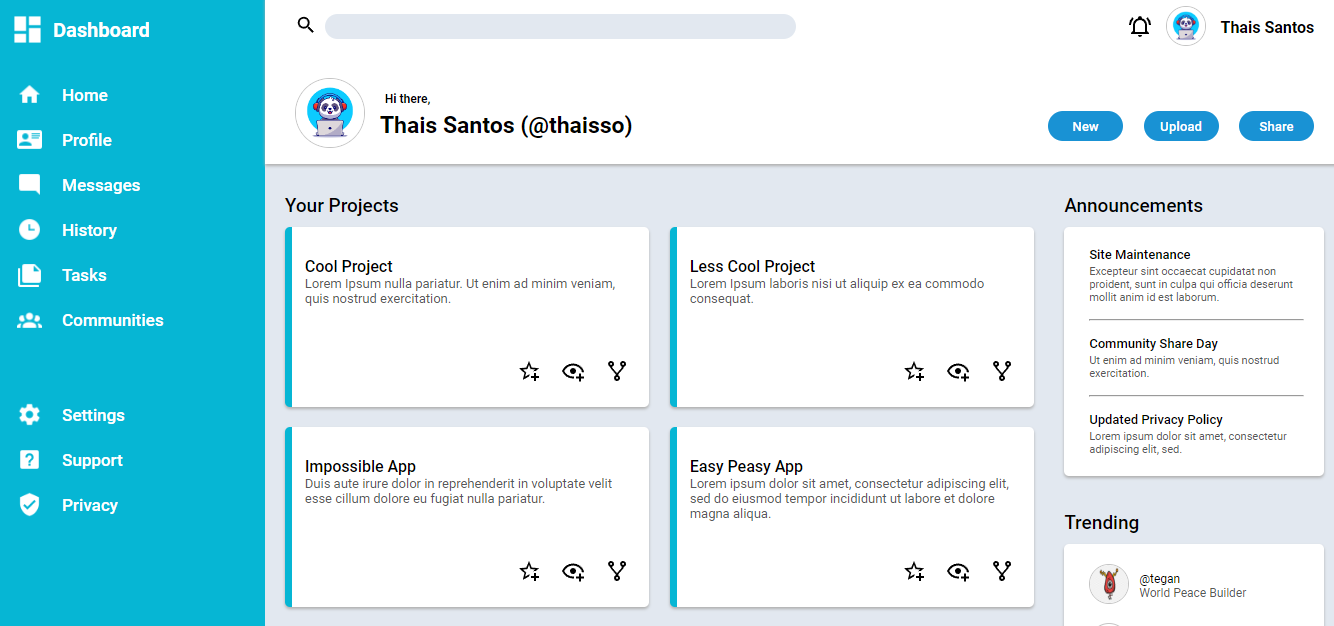 Dashboard
Home
Profile
Messages
History
Tasks
Communities
Settings
Support
Privacy
Thais Santos
Hi there,
Thais Santos (@thaisso)
New
Upload
Share
Your Projects
Cool Project
Lorem Ipsum nulla pariatur. Ut enim ad minim veniam,
quis nostrud exercitation.
Less Cool Project
Lorem Ipsum laboris nisi ut aliquip ex ea commodo
consequat.
Impossible App
Duis aute irure dolor in reprehenderit in voluptate velit
esse cillum dolore eu fugiat nulla pariatur.
Easy Peasy App
Lorem ipsum dolor sit amet, consectetur adipiscing elit,
sed do eiusmod tempor incididunt ut labore et dolore
magna aliqua.
Announcements
Site Maintenance
Excepteur sint occaecat cupidatat non
proident, sunt in culpa qui officia deserunt
mollit anim id est laborum.
Community Share Day
Ut enim ad minim veniam, quis nostrud
exercitation.
Updated Privacy Policy
Lorem ipsum dolor sit amet, consectetur
adipiscing elit, sed.
Trending
@tegan
World Peace Builder